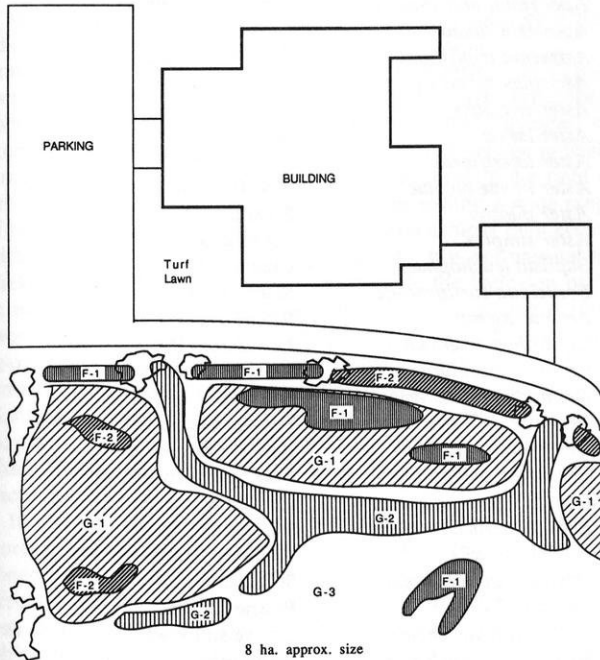 PARKING
BUILDING
Turf
Lawn
F-1
F-1
F-2
F-1
F-2
G-1
F-1
G-1
G-1
G-2
F-2
F-1
G-3
G-2
8 ha. approx. size